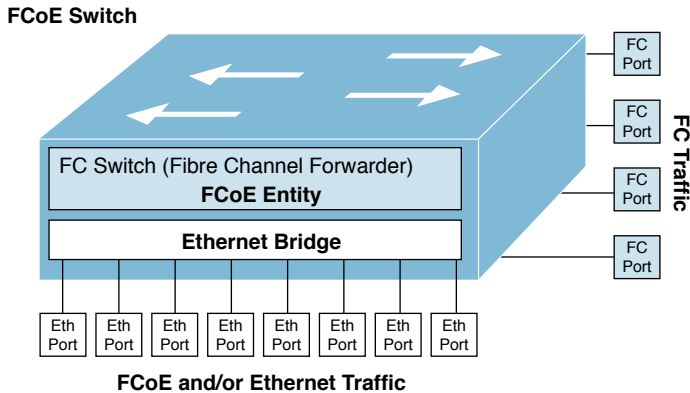 FCoE Switch
FC
Port
FC
Port
FC
Port
FC
Port
FC Traffic
FC Switch (Fibre Channel Forwarder)
FCoE Entity
Ethernet Bridge
Eth
Port
Eth
Port
Eth
Port
Eth
Port
Eth
Port
Eth
Port
Eth
Port
Eth
Port
FCoE and/or Ethernet Traffic